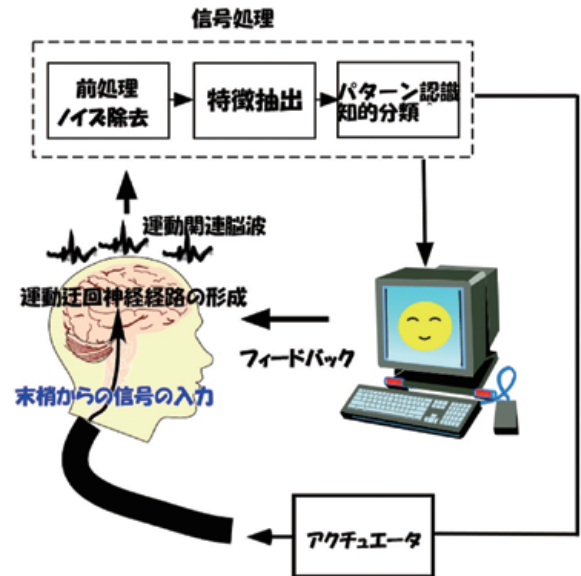 信号処理
前処理
ノイズ除去
特徴抽出
パターン認識
知的分類
運動関連脳波
運動迂回神経経路の形成
フィードバック
末梢からの信号の入力
アクチュエータ